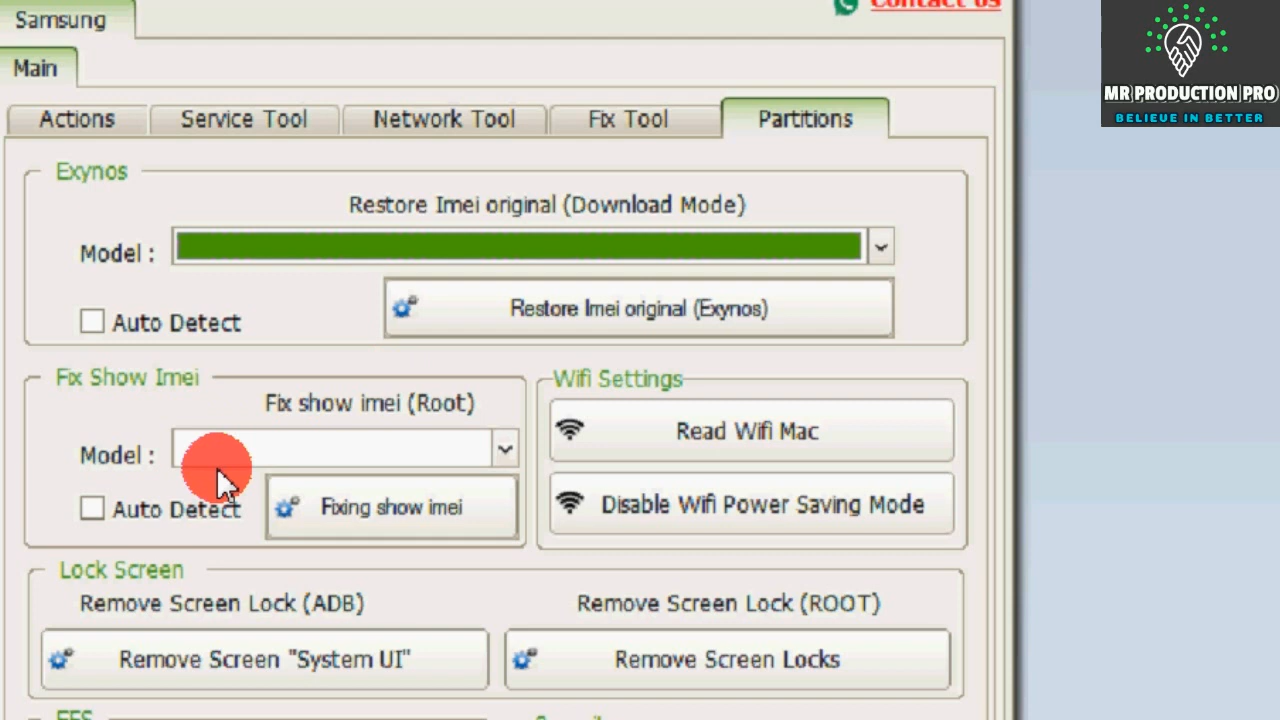 Contact Us
Samsung
Main
Actions Service Tool Network Tool Fix Tool Partitions
Exynos
Restore Imei original (Download Mode)
Model :
Auto Detect
Restore Imei original (Exynos)
Fix Show Imei
Fix show imei (Root)
Model :
Auto Detect
Fixing show imei
Wifi Settings
Read Wifi Mac
Disable Wifi Power Saving Mode
Lock Screen
Remove Screen Lock (ADB)
Remove Screen Lock (ROOT)
Remove Screen "System UI"
Remove Screen Locks
EFS
MR PRODUCTION PRO
BELIEVE IN BETTER